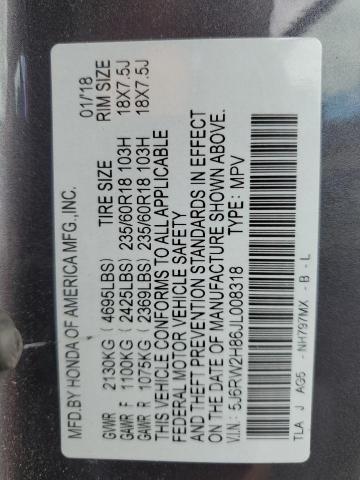 MFD.BY HONDA OF AMERICA MFG.,INC. 01/18
TIRE SIZE RIM SIZE
GVWR 2130KG (4695LBS)
GAWR F 1100KG (2425LBS) 235/60R18 103H 18X7.5J
GAWR R 1075KG (2369LBS) 235/60R18 103H 18X7.5J
THIS VEHICLE CONFORMS TO ALL APPLICABLE
FEDERAL MOTOR VEHICLE SAFETY
AND THEFT PREVENTION STANDARDS IN EFFECT
ON THE DATE OF MANUFACTURE SHOWN ABOVE.
V.I.N.: 5J6RW2H86JL008318 TYPE: MPV
TLA J AG5 -NH797MX - B - L